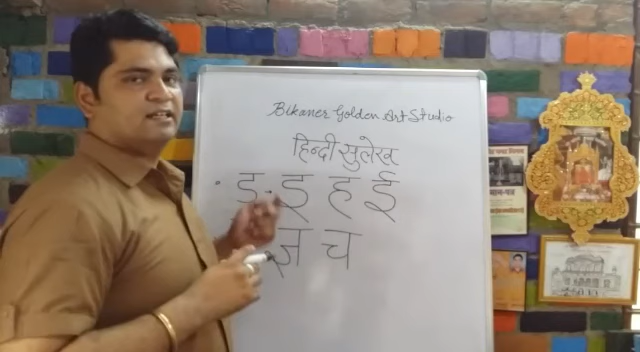 Bikaner Golden Art Studio
हिन्दी सुलेख
ड इ ह ई
ज च